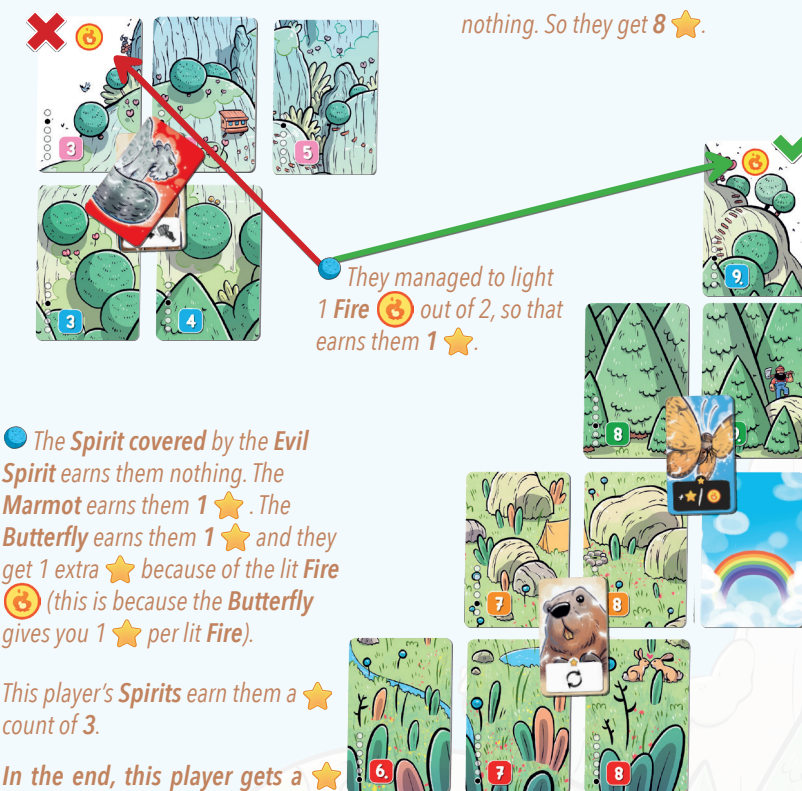 nothing. So they get 8 .
3
5
3
4
They managed to light
1 Fire out of 2, so that
earns them 1 .
9.
8
9.
The Spirit covered by the Evil
Spirit earns them nothing. The
Marmot earns them 1 . The
Butterfly earns them 1 and they
get 1 extra because of the lit Fire
(this is because the Butterfly
gives you 1 per lit Fire).
+ /
7
8
This player's Spirits earn them a
count of 3.
In the end, this player gets a
6.
7
8